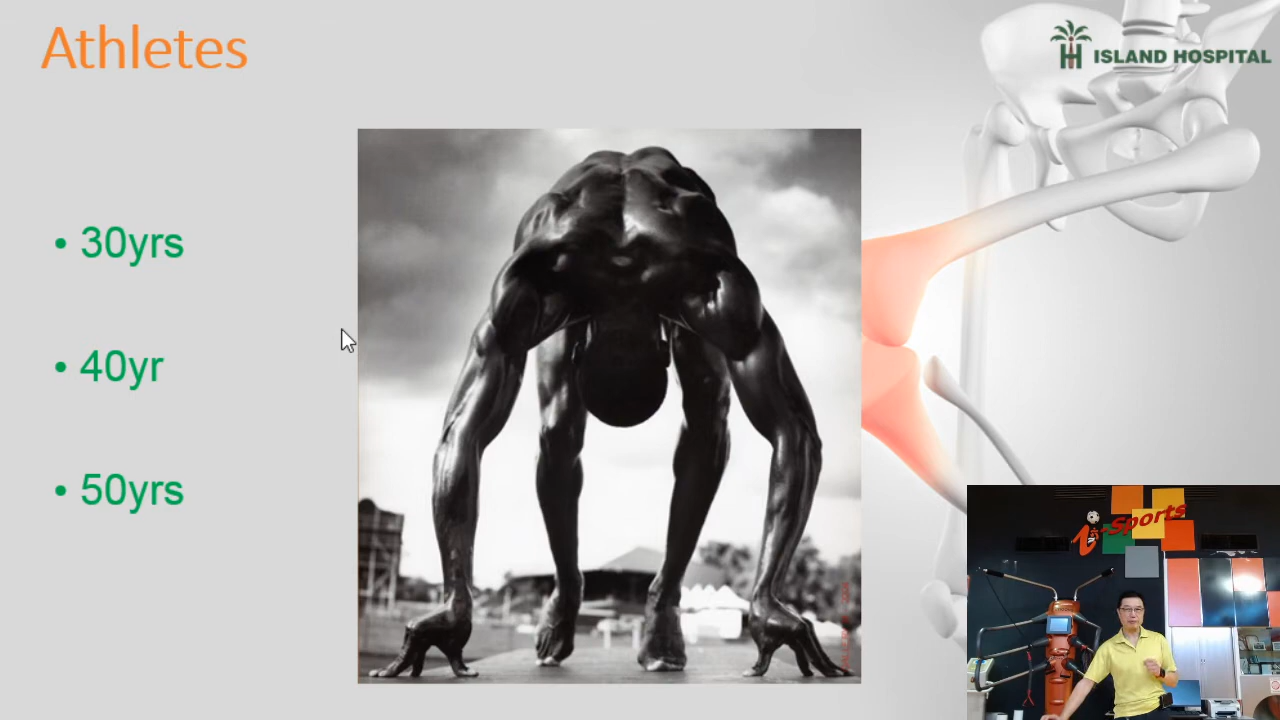 Athletes
ISLAND HOSPITAL
• 30yrs
• 40yr
• 50yrs
i-Sports